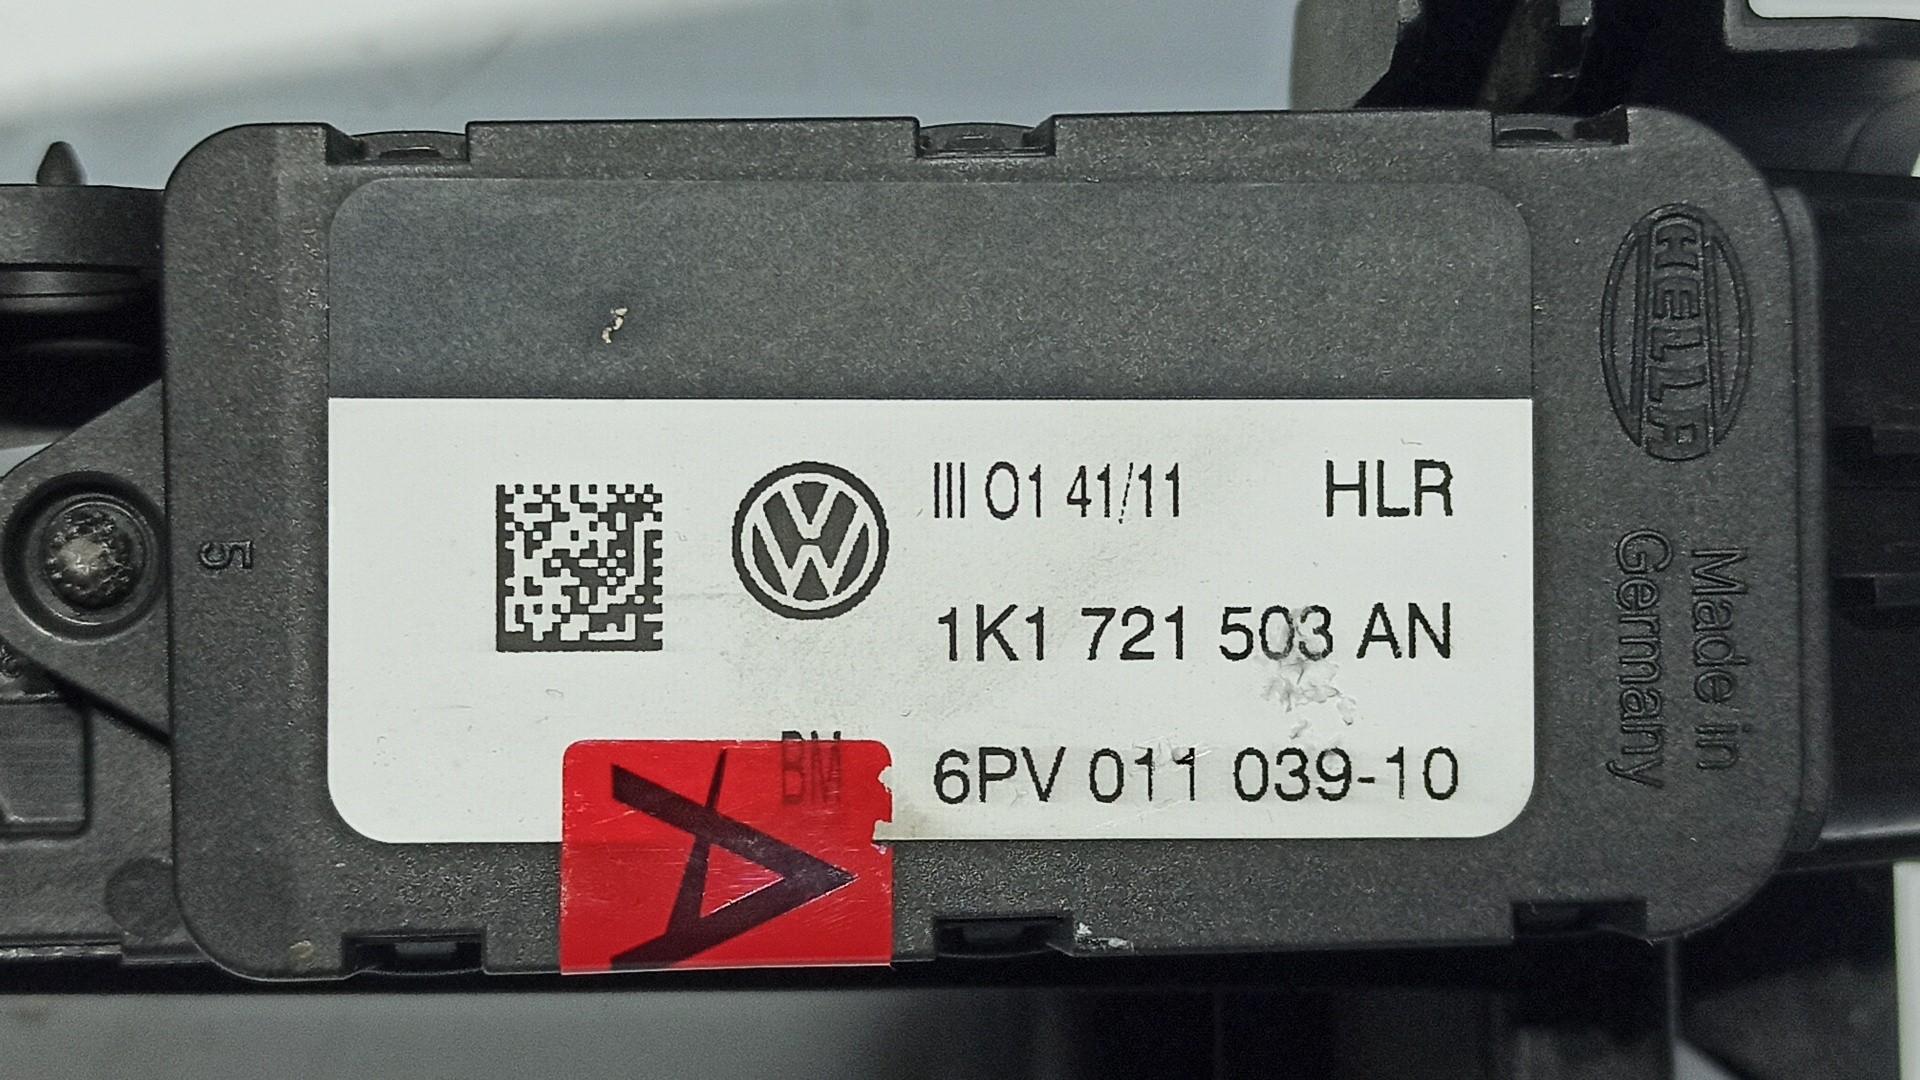 III 01 41/11 HLR
1K1 721 503 AN
BM
6PV 011 039-10
A
5
HELLA
Made in
Germany